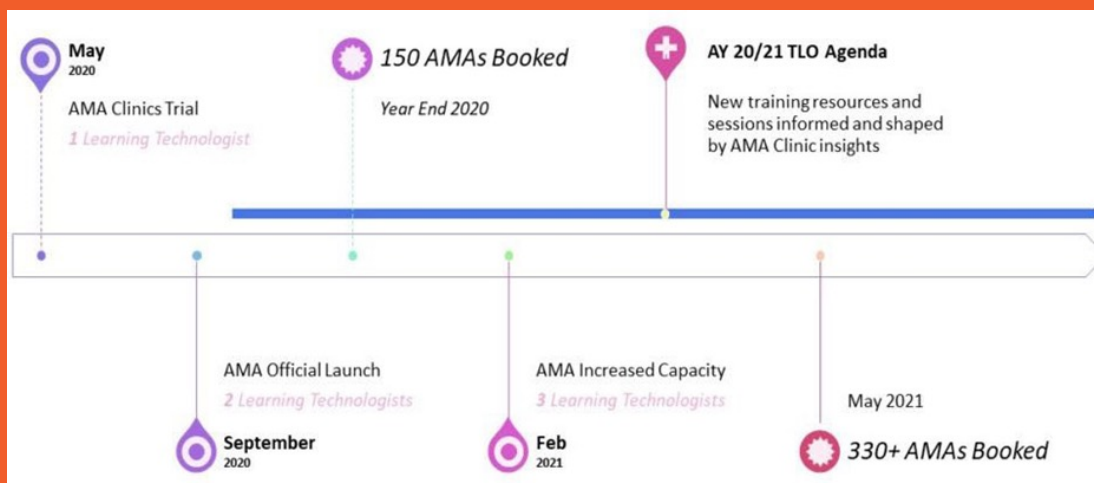 May
2020
AMA Clinics Trial
1 Learning Technologist
150 AMAs Booked
Year End 2020
AY 20/21 TLO Agenda
New training resources and
sessions informed and shaped
by AMA Clinic insights
AMA Official Launch
2 Learning Technologists
September
2020
AMA Increased Capacity
3 Learning Technologists
Feb
2021
May 2021
330+ AMAs Booked